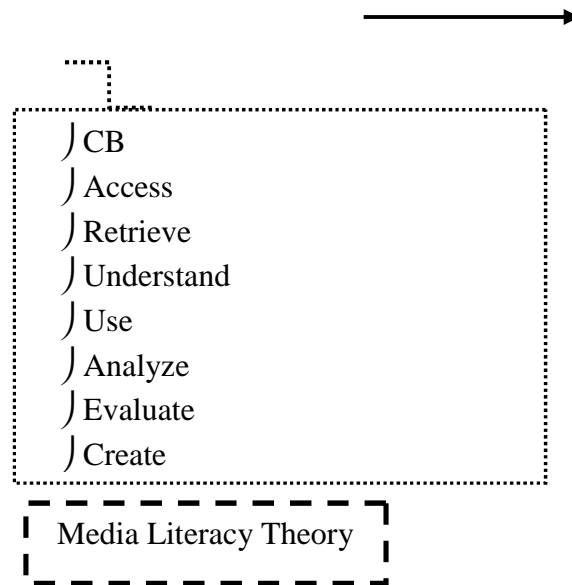 CB
Access
Retrieve
Understand
Use
Analyze
Evaluate
Create
Media Literacy Theory